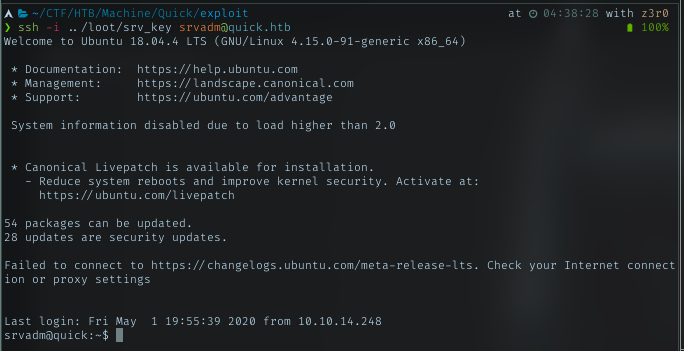 ~/CTF/HTB/Machine/Quick/exploit at 04:38:28 with z3r0
❯ ssh -i ../loot/srv_key srvadm@quick.htb 100%
Welcome to Ubuntu 18.04.4 LTS (GNU/Linux 4.15.0-91-generic x86_64)
* Documentation: https://help.ubuntu.com
* Management: https://landscape.canonical.com
* Support: https://ubuntu.com/advantage
System information disabled due to load higher than 2.0
* Canonical Livepatch is available for installation.
- Reduce system reboots and improve kernel security. Activate at:
https://ubuntu.com/livepatch
54 packages can be updated.
28 updates are security updates.
Failed to connect to https://changelogs.ubuntu.com/meta-release-lts. Check your Internet connect
ion or proxy settings
Last login: Fri May  1 19:55:39 2020 from 10.10.14.248
srvadm@quick:~$